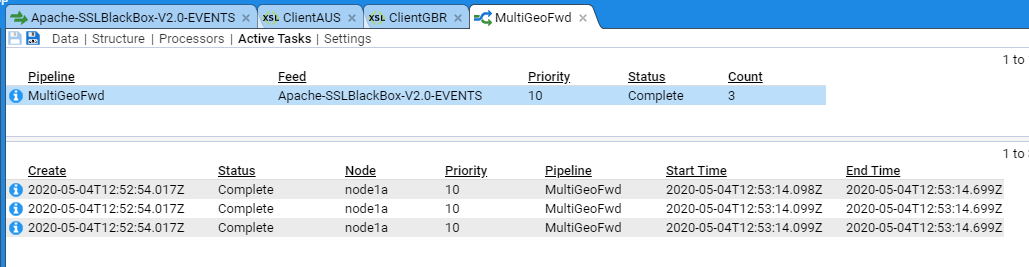 Apache-SSLBlackBox-V2.0-EVENTS × XSL ClientAUS × XSL ClientGBR × MultiGeoFwd ×
Data | Structure | Processors | Active Tasks | Settings
1 to
Pipeline Feed Priority Status Count
MultiGeoFwd Apache-SSLBlackBox-V2.0-EVENTS 10 Complete 3
1 to
Create Status Node Priority Pipeline Start Time End Time
2020-05-04T12:52:54.017Z Complete node1a 10 MultiGeoFwd 2020-05-04T12:53:14.098Z 2020-05-04T12:53:14.699Z
2020-05-04T12:52:54.017Z Complete node1a 10 MultiGeoFwd 2020-05-04T12:53:14.099Z 2020-05-04T12:53:14.699Z
2020-05-04T12:52:54.017Z Complete node1a 10 MultiGeoFwd 2020-05-04T12:53:14.099Z 2020-05-04T12:53:14.699Z